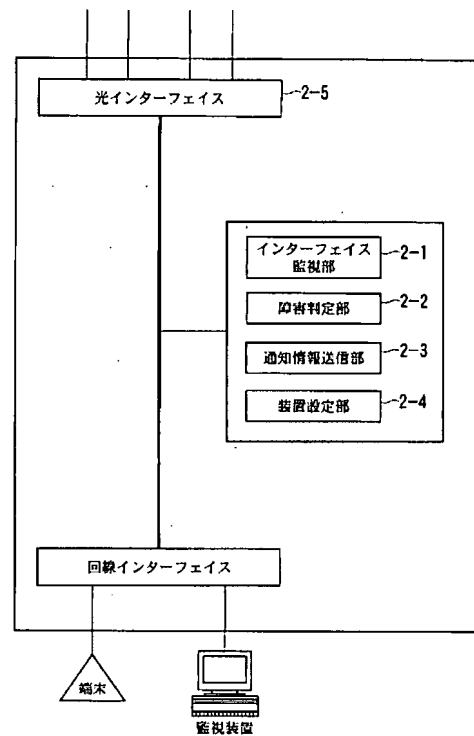 光インターフェイス
2-5
インターフェイス
監視部
2-1
障害判定部
2-2
通知情報送信部
2-3
装置設定部
2-4
回線インターフェイス
端末
監視装置